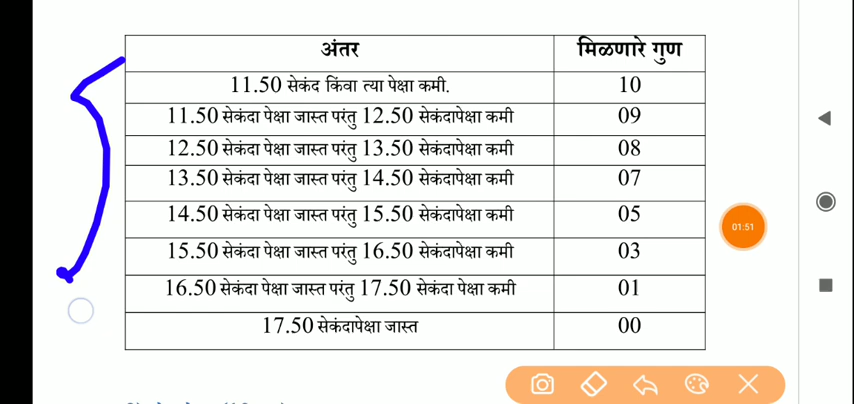 अंतर मिळणारे गुण
11.50 सेकंद किंवा त्या पेक्षा कमी. 10
11.50 सेकंदा पेक्षा जास्त परंतु 12.50 सेकंदापेक्षा कमी 09
12.50 सेकंदा पेक्षा जास्त परंतु 13.50 सेकंदापेक्षा कमी 08
13.50 सेकंदा पेक्षा जास्त परंतु 14.50 सेकंदापेक्षा कमी 07
14.50 सेकंदा पेक्षा जास्त परंतु 15.50 सेकंदापेक्षा कमी 05
15.50 सेकंदा पेक्षा जास्त परंतु 16.50 सेकंदापेक्षा कमी 03
16.50 सेकंदा पेक्षा जास्त परंतु 17.50 सेकंदा पेक्षा कमी 01
17.50 सेकंदापेक्षा जास्त 00
01:51